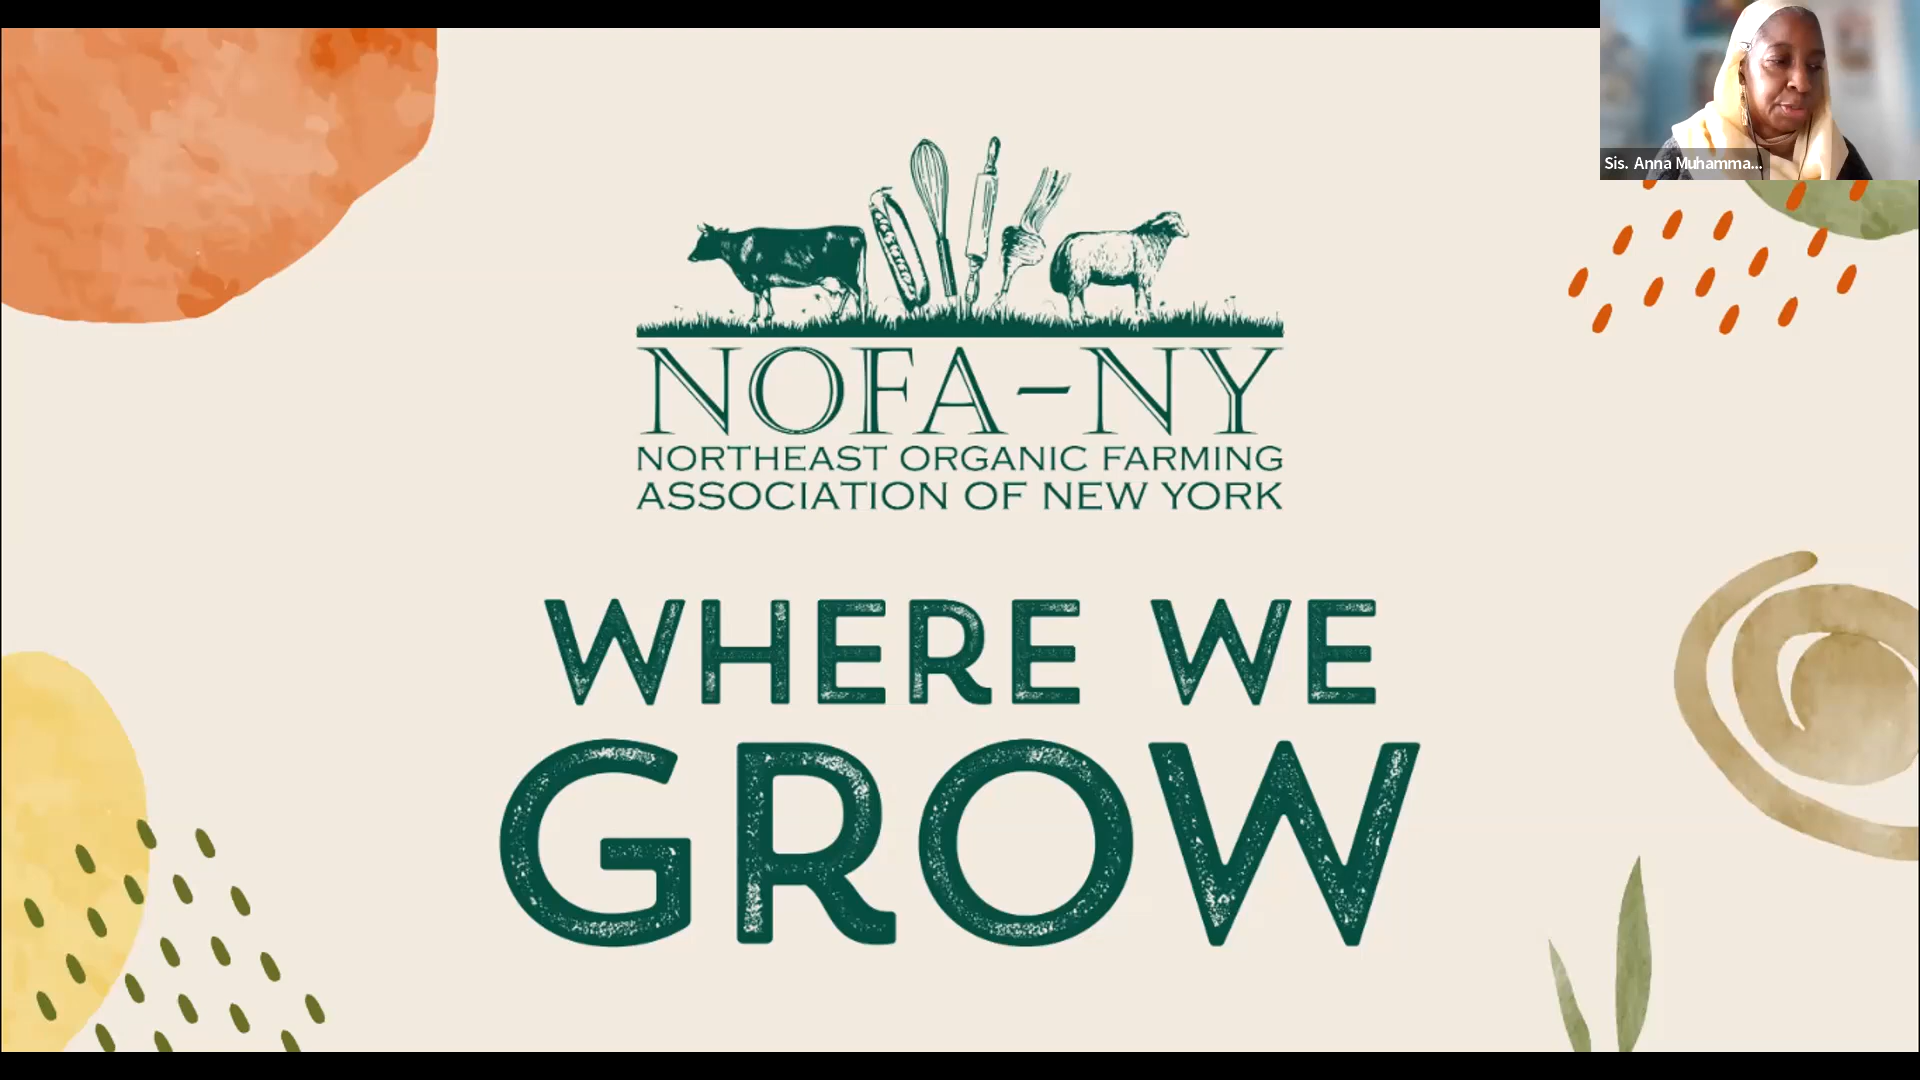 Sis. Anna Muhamma...
NOFA-NY
NORTHEAST ORGANIC FARMING
ASSOCIATION OF NEW YORK
WHERE WE
GROW